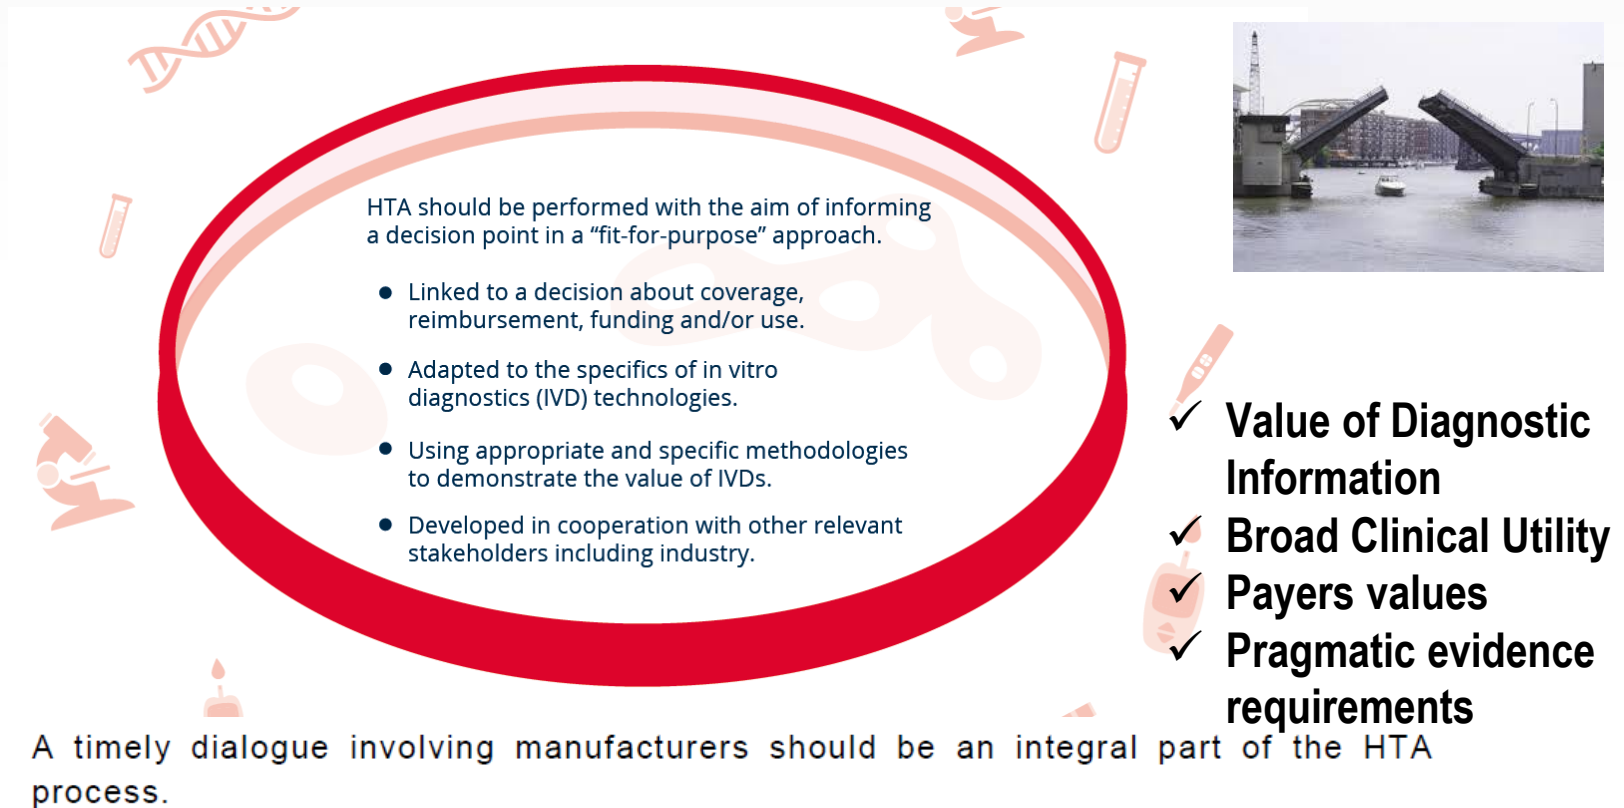 HTA should be performed with the aim of informing
a decision point in a “fit-for-purpose” approach.
● Linked to a decision about coverage,
reimbursement, funding and/or use.
● Adapted to the specifics of in vitro
diagnostics (IVD) technologies.
● Using appropriate and specific methodologies
to demonstrate the value of IVDs.
● Developed in cooperation with other relevant
stakeholders including industry.
✓ Value of Diagnostic
Information
✓ Broad Clinical Utility
✓ Payers values
✓ Pragmatic evidence
requirements
A timely dialogue involving manufacturers should be an integral part of the HTA
process.